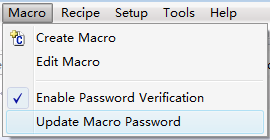 Macro Recipe Setup Tools Help
Create Macro
Edit Macro
Enable Password Verification
Update Macro Password